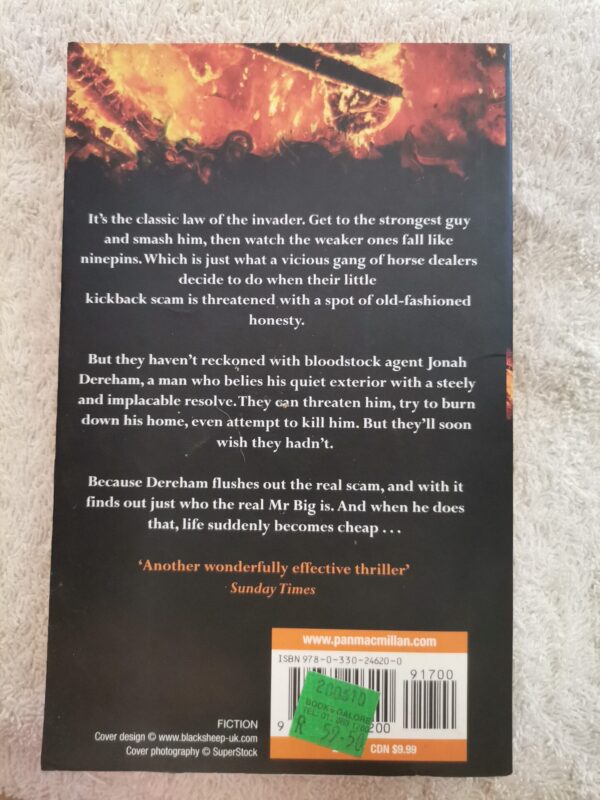 It's the classic law of the invader. Get to the strongest guy
and smash him, then watch the weaker ones fall like
ninepins. Which is just what a vicious gang of horse dealers
decide to do when their little
kickback scam is threatened with a spot of old-fashioned
honesty.
But they haven't reckoned with bloodstock agent Jonah
Dereham, a man who belies his quiet exterior with a steely
and implacable resolve. They can threaten him, try to burn
down his home, even attempt to kill him. But they'll soon
wish they hadn't.
Because Dereham flushes out the real scam, and with it
finds out just who the real Mr Big is. And when he does
that, life suddenly becomes cheap . . .
‘Another wonderfully effective thriller’
Sunday Times
www.panmacmillan.com
ISBN 978-0-330-24620-0
91700
200510
BOOKS GALORE
R 59-50
9
200
CDN $9.99
FICTION
Cover design © www.blacksheep-uk.com
Cover photography © SuperStock